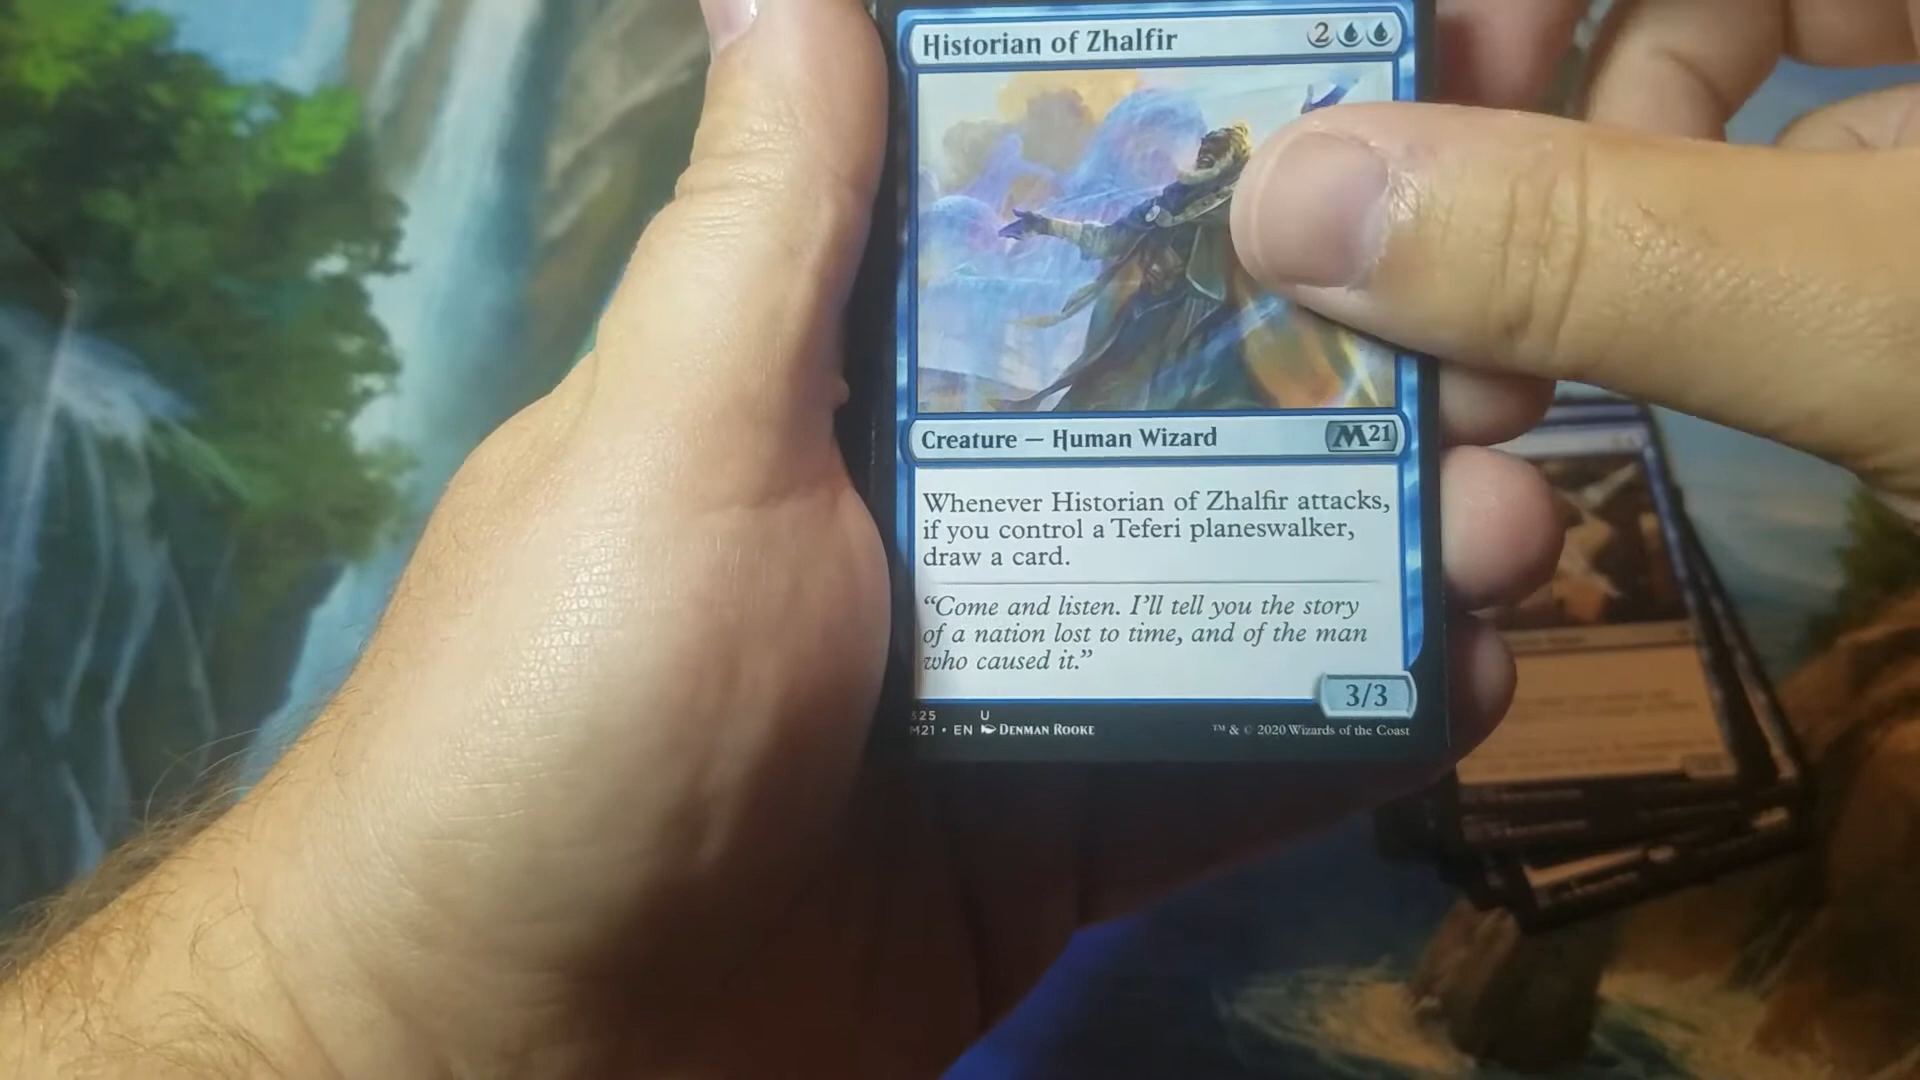 Historian of Zhalfir 2
Creature — Human Wizard M21
Whenever Historian of Zhalfir attacks,
if you control a Teferi planeswalker,
draw a card.
“Come and listen. I’ll tell you the story
of a nation lost to time, and of the man
who caused it.”
3/3
325 U
M21 • EN DENMAN ROOKE ™ & © 2020 Wizards of the Coast